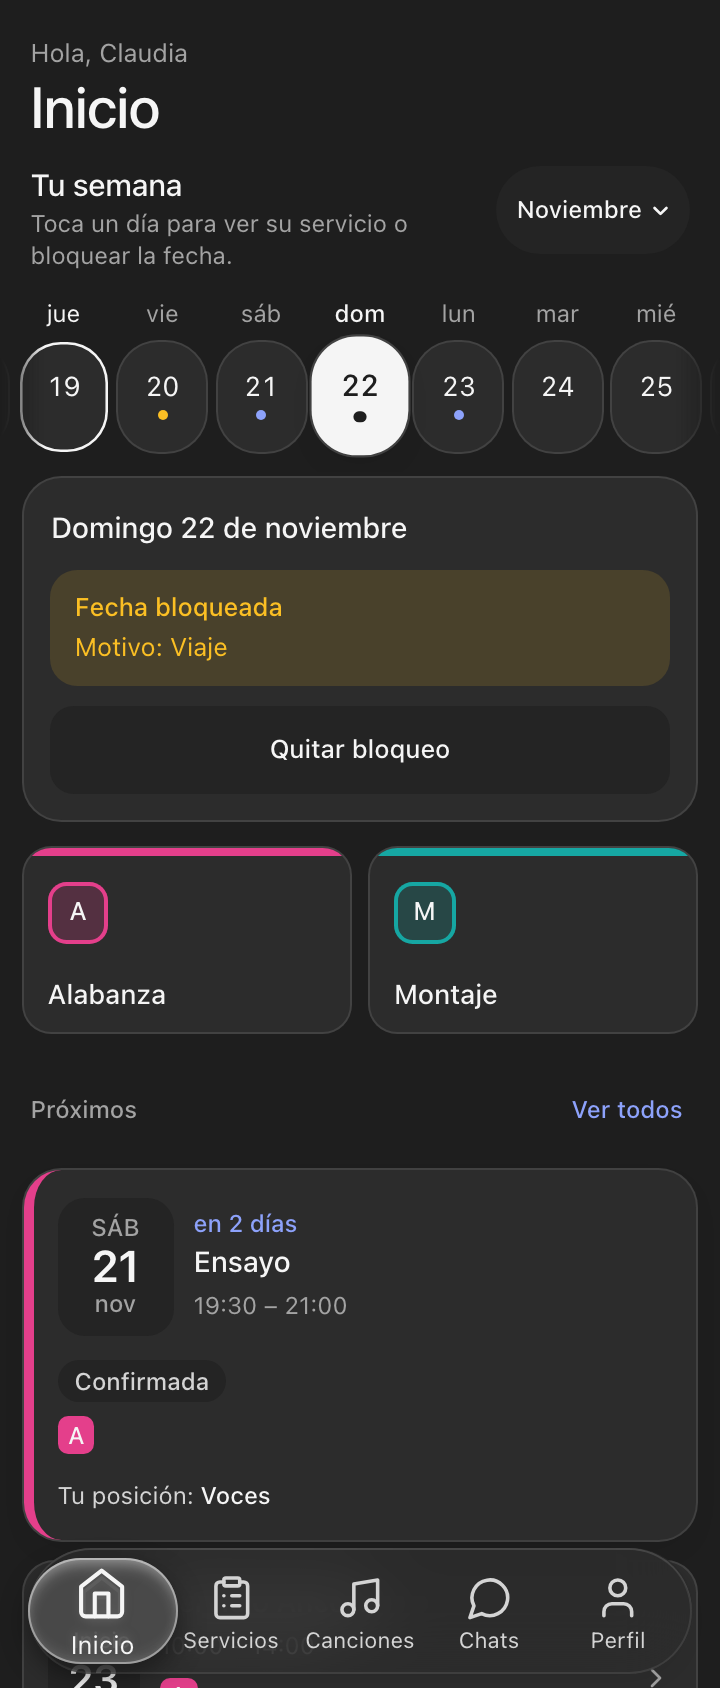 Hola, Claudia
Inicio
Tu semana
Toca un día para ver su servicio o
bloquear la fecha.
Noviembre
jue vie sáb dom lun mar mié
19 20 21 22 23 24 25
Domingo 22 de noviembre
Fecha bloqueada
Motivo: Viaje
Quitar bloqueo
A
Alabanza
M
Montaje
Próximos
Ver todos
SÁB
21
nov
en 2 días
Ensayo
19:30 – 21:00
Confirmada
A
Tu posición: Voces
Inicio Servicios Canciones Chats Perfil
23